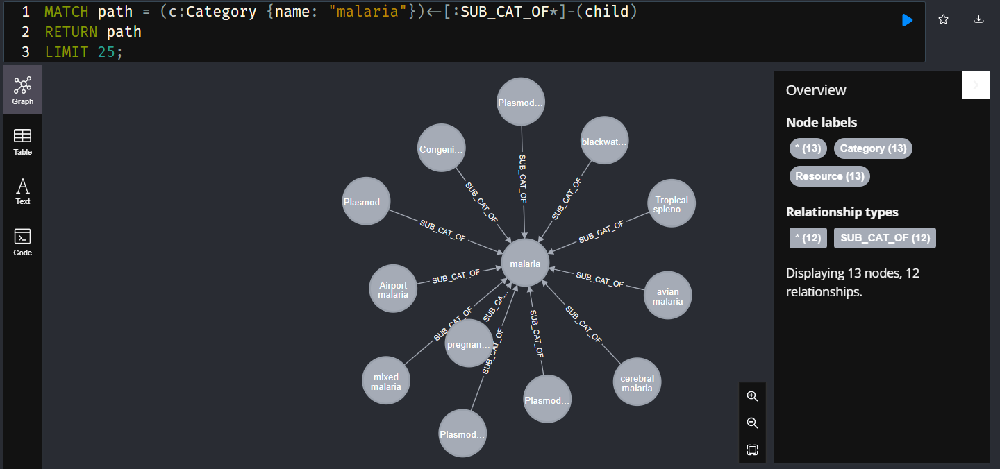 1 MATCH path = (c:Category {name: "malaria"})<-[:SUB_CAT_OF*]-(child)
2 RETURN path
3 LIMIT 25;
Graph
Table
Text
Code
Plasmod...
Congeni...
blackwat...
Plasmod...
Tropical
spleno...
malaria
Airport
malaria
avian
malaria
pregnan...
mixed
malaria
cerebral
malaria
Plasmod...
Plasmod...
SUB_CAT_OF
SUB_CAT_OF
SUB_CAT_OF
SUB_CAT_OF
SUB_CAT_OF
SUB_CAT_OF
SUB_CAT_OF
SUB_CAT_OF
SUB_CA...
SUB_CAT_OF
SUB_CAT_OF
SUB_CAT_OF
Overview
Node labels
* (13) Category (13)
Resource (13)
Relationship types
* (12) SUB_CAT_OF (12)
Displaying 13 nodes, 12
relationships.